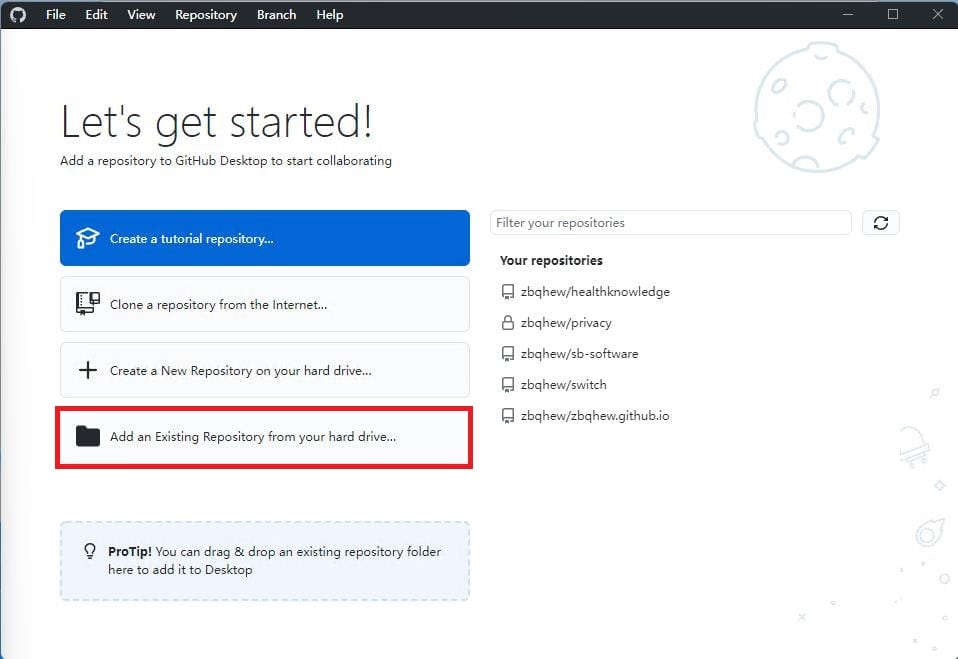 File Edit View Repository Branch Help
Let's get started!
Add a repository to GitHub Desktop to start collaborating
Create a tutorial repository...
Clone a repository from the Internet...
Create a New Repository on your hard drive...
Add an Existing Repository from your hard drive...
ProTip! You can drag & drop an existing repository folder
here to add it to Desktop
Filter your repositories
Your repositories
zbqhew/healthknowledge
zbqhew/privacy
zbqhew/sb-software
zbqhew/switch
zbqhew/zbqhew.github.io